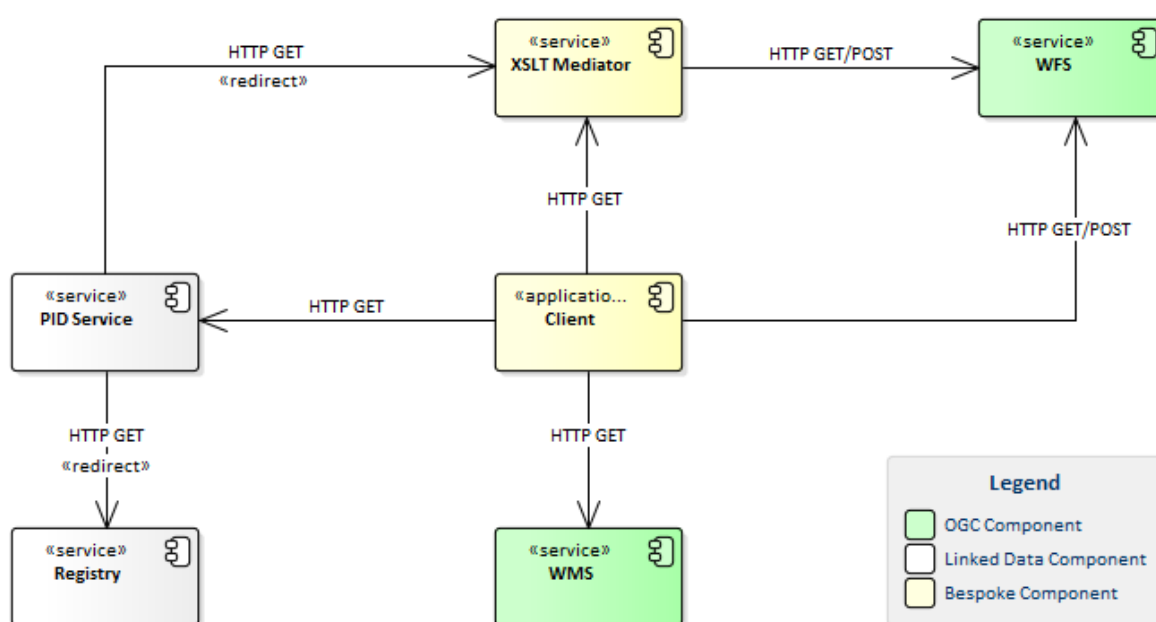 HTTP GET
«redirect»
«service»
XSLT Mediator
HTTP GET/POST
«service»
WFS
HTTP GET
HTTP GET/POST
«service»
PID Service
HTTP GET
«applicatio...
Client
HTTP GET
«redirect»
HTTP GET
«service»
Registry
«service»
WMS
Legend
OGC Component
Linked Data Component
Bespoke Component